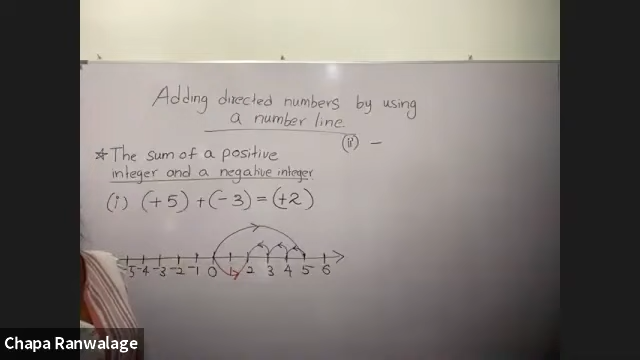 Adding directed numbers by using
a number line.
(ii) –
* The sum of a positive
integer and a negative integer
(i) (+5) + (-3) = (+2)
-5 -4 -3 -2 -1 0 1 2 3 4 5 6
Chapa Ranwalage